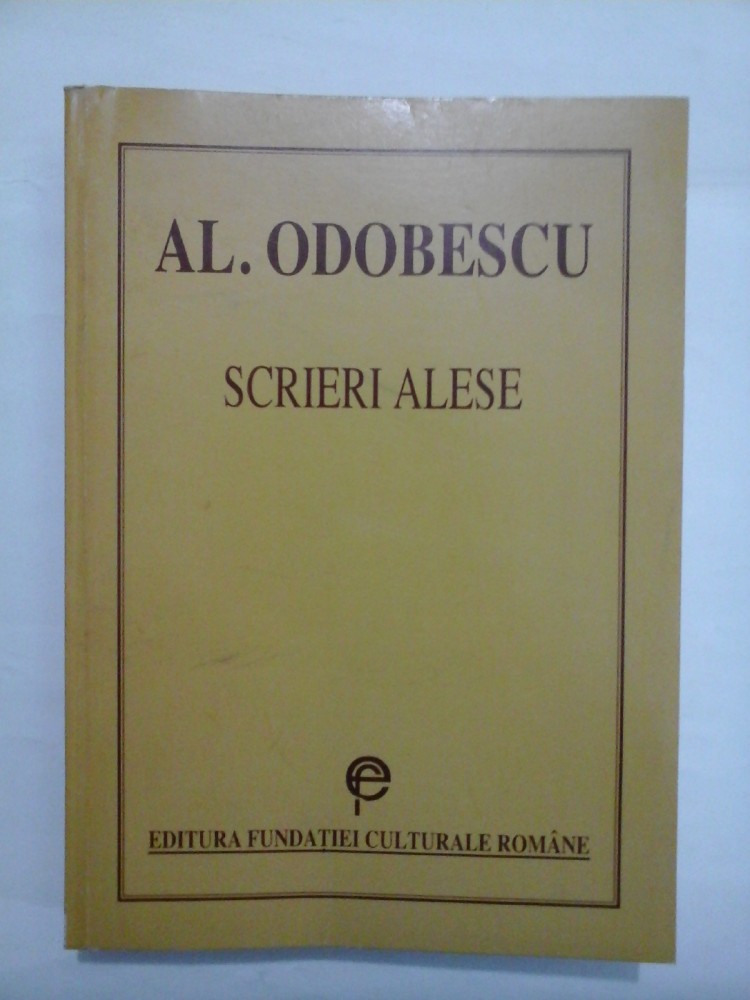 AL. ODOBESCU
SCRIERI ALESE
EDITURA FUNDAȚIEI CULTURALE ROMÂNE